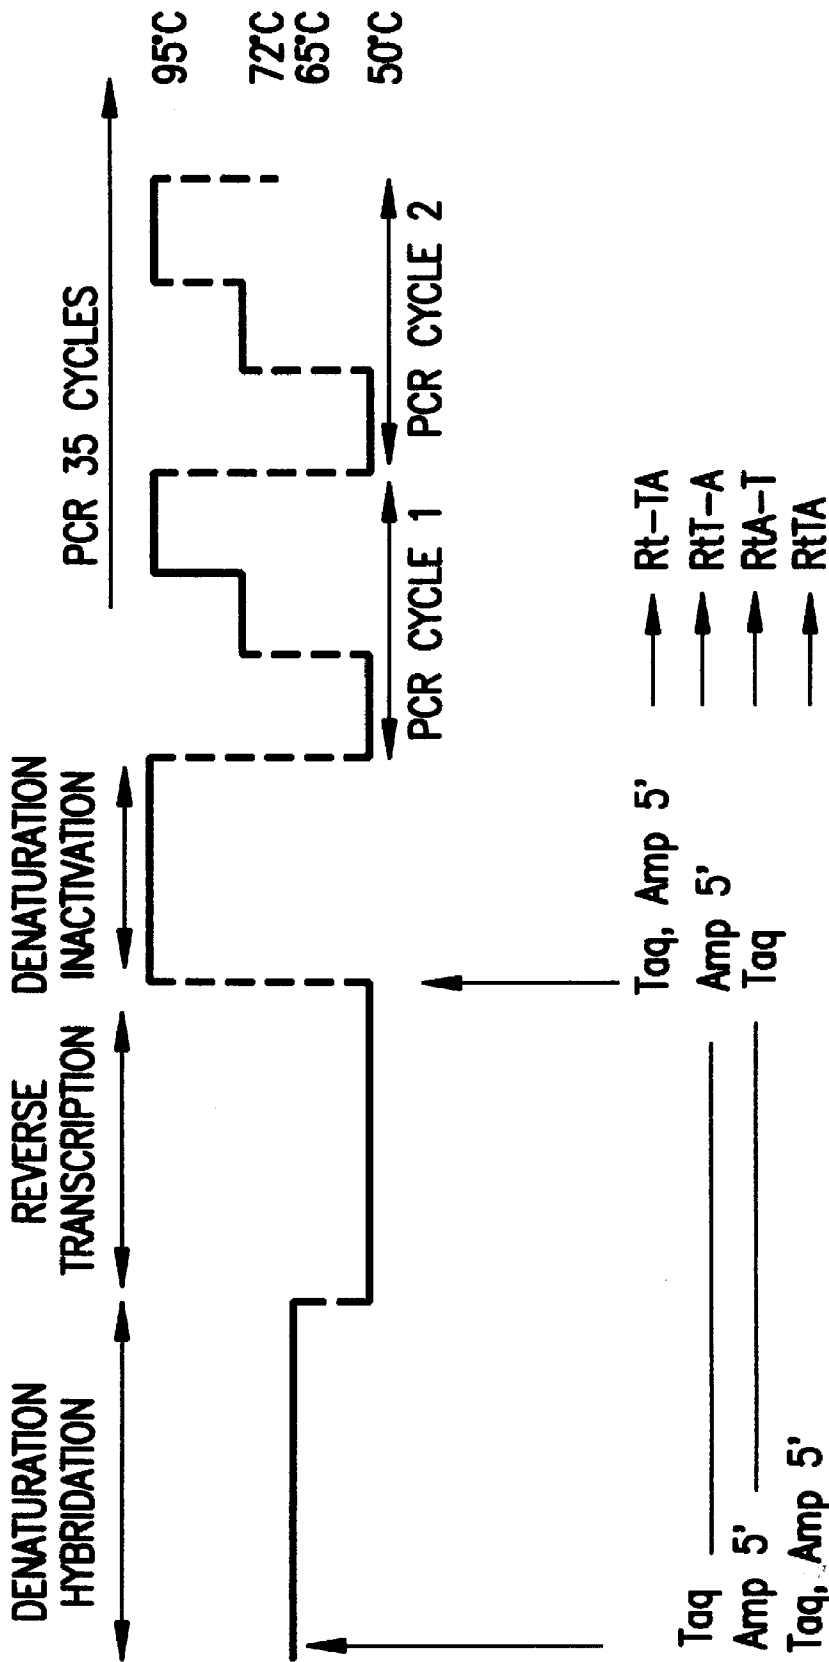 PCR 35 CYCLES
DENATURATION
HYBRIDATION
REVERSE
TRANSCRIPTION
DENATURATION
INACTIVATION
95°C
72°C
65°C
50°C
PCR CYCLE 1
PCR CYCLE 2
Taq, Amp 5' Rt-TA
Taq Amp 5' RtT-A
Amp 5' Taq RtA-T
Taq, Amp 5' RtTA